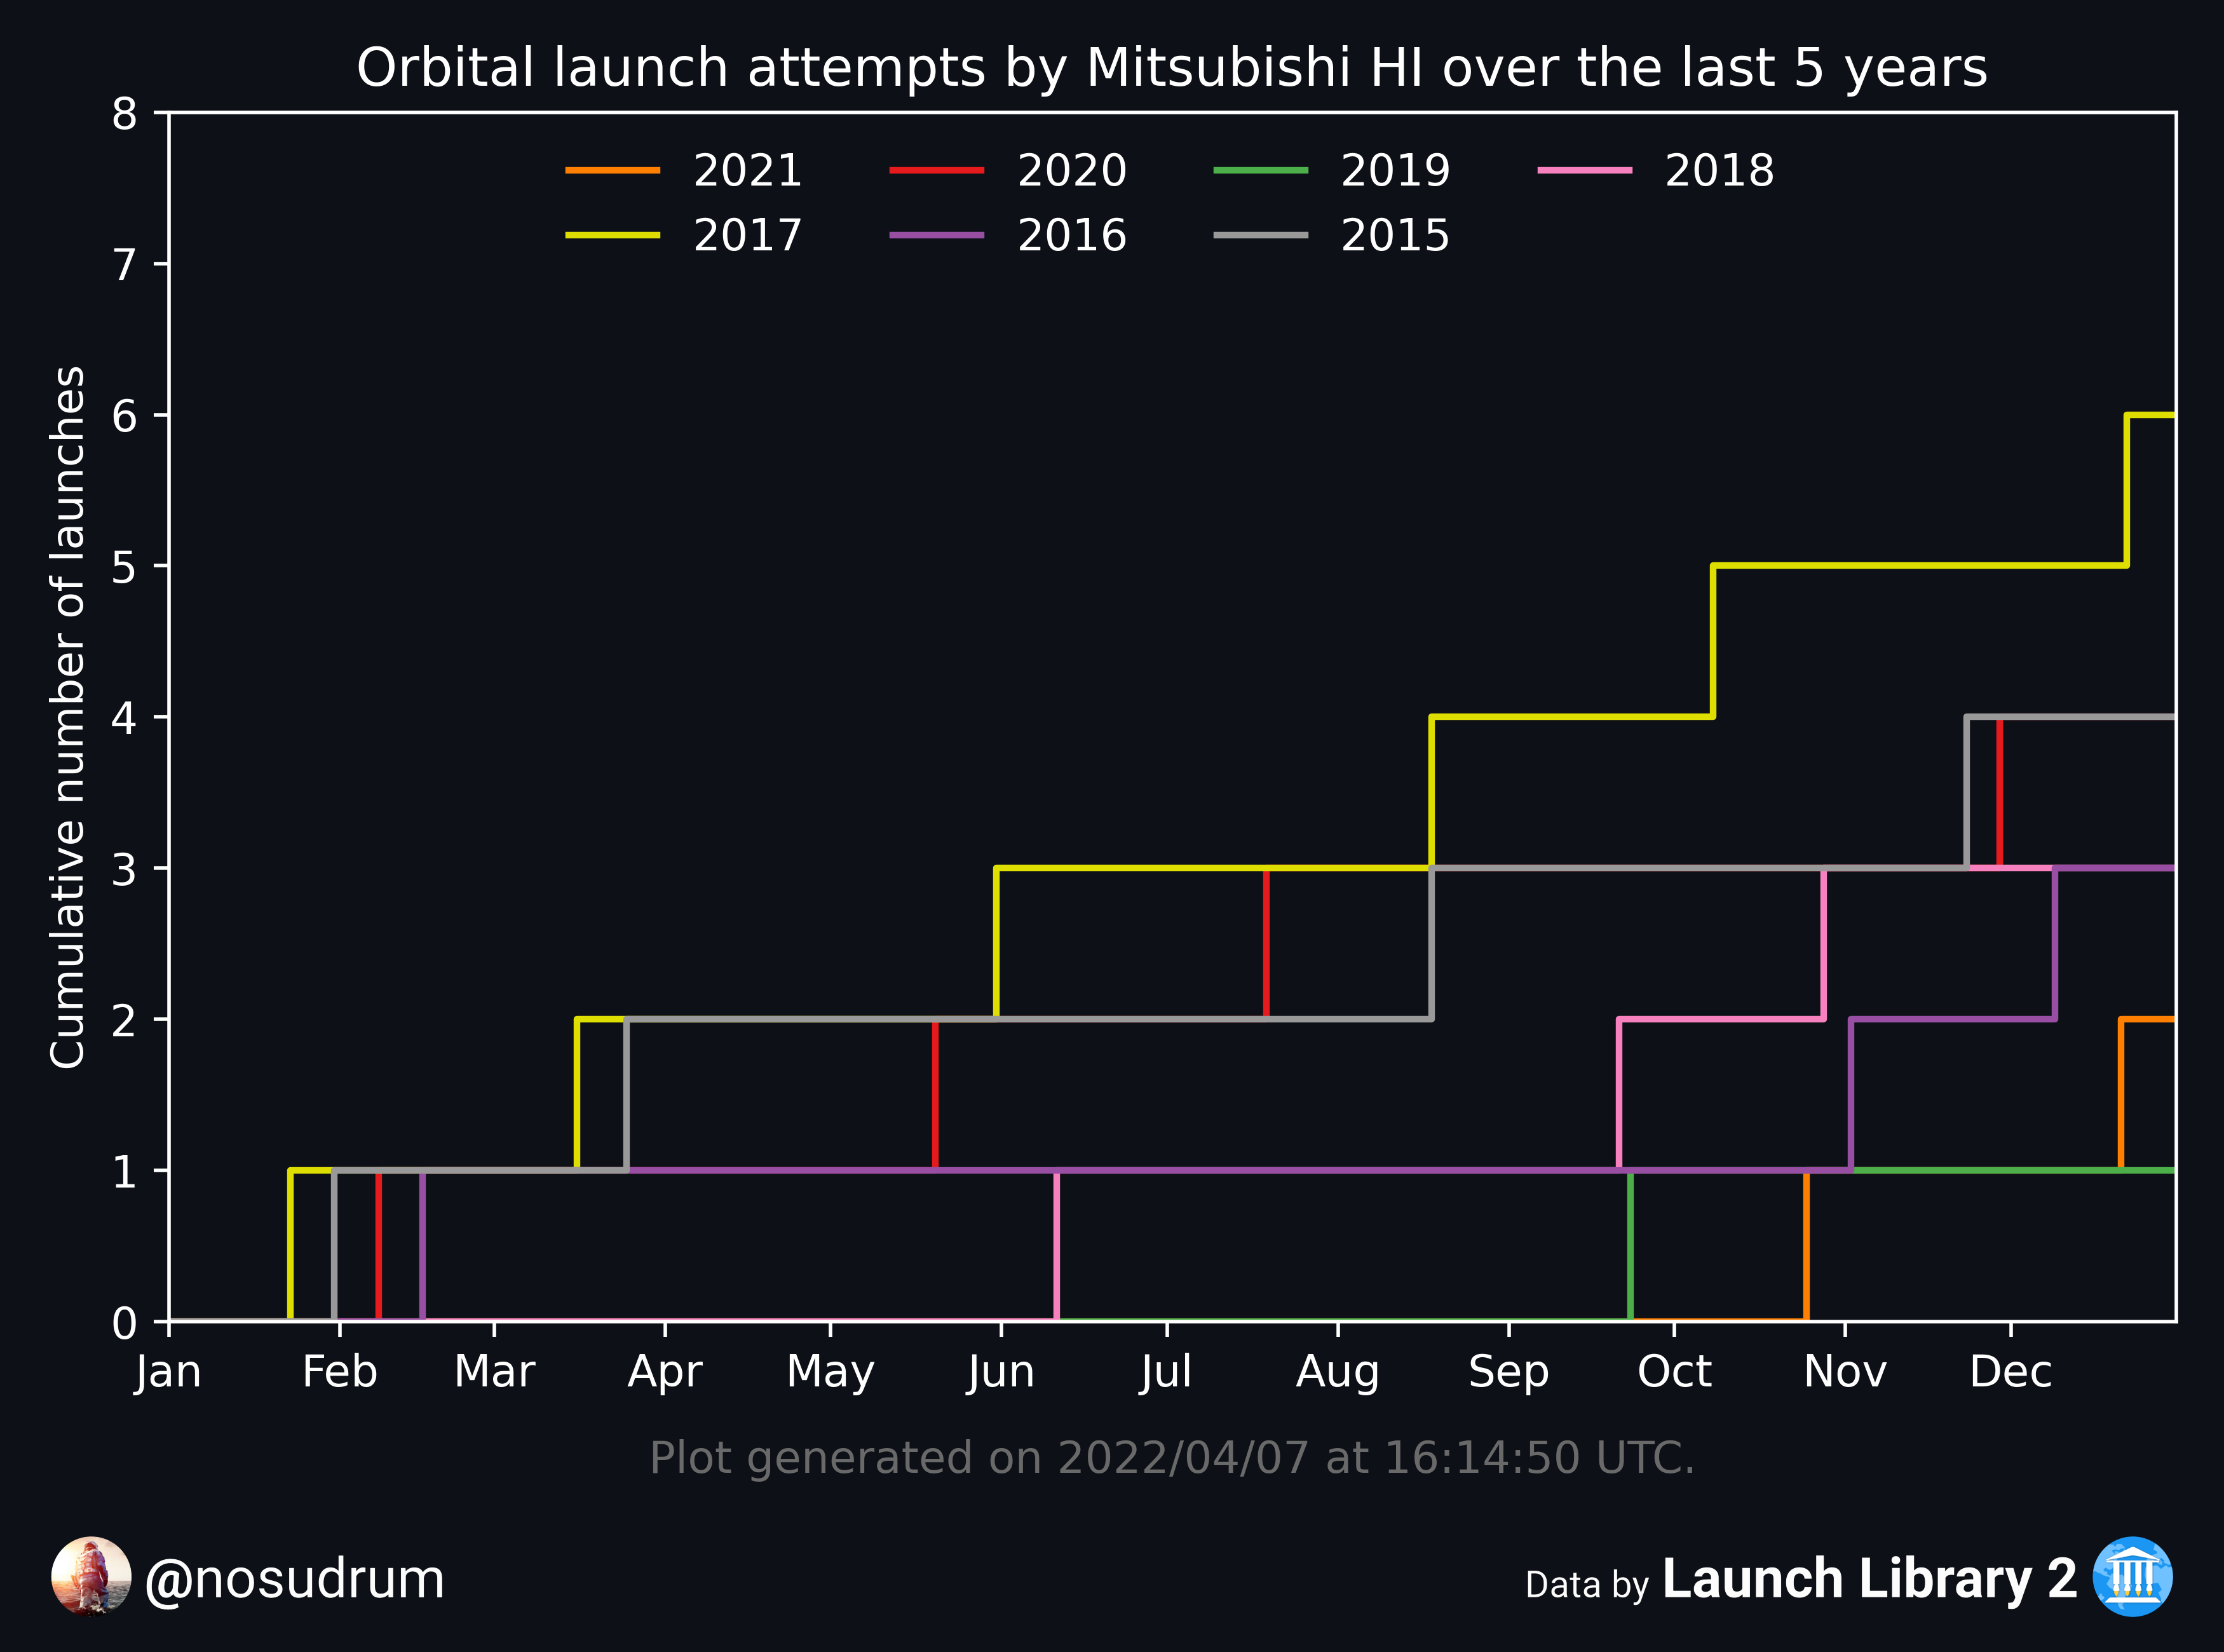 Orbital launch attempts by Mitsubishi HI over the last 5 years
2021 2020 2019 2018
2017 2016 2015
Cumulative number of launches
8
7
6
5
4
3
2
1
0
Jan Feb Mar Apr May Jun Jul Aug Sep Oct Nov Dec
Plot generated on 2022/04/07 at 16:14:50 UTC.
@nosudrum
Data by Launch Library 2